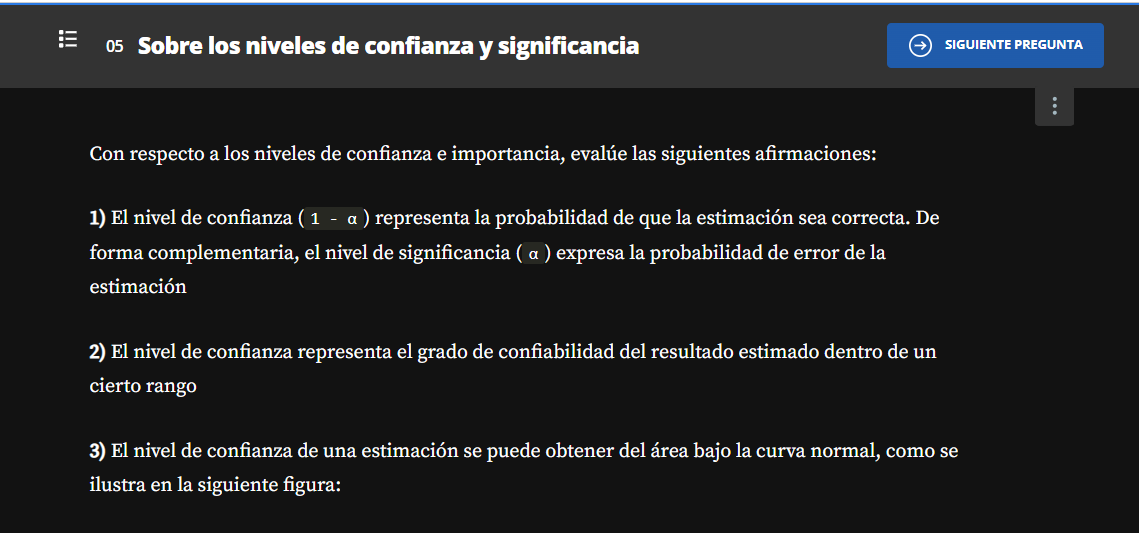 05 Sobre los niveles de confianza y significancia
SIGUIENTE PREGUNTA
Con respecto a los niveles de confianza e importancia, evalúe las siguientes afirmaciones:
1) El nivel de confianza ( 1 - α ) representa la probabilidad de que la estimación sea correcta. De
forma complementaria, el nivel de significancia ( α ) expresa la probabilidad de error de la
estimación
2) El nivel de confianza representa el grado de confiabilidad del resultado estimado dentro de un
cierto rango
3) El nivel de confianza de una estimación se puede obtener del área bajo la curva normal, como se
ilustra en la siguiente figura: